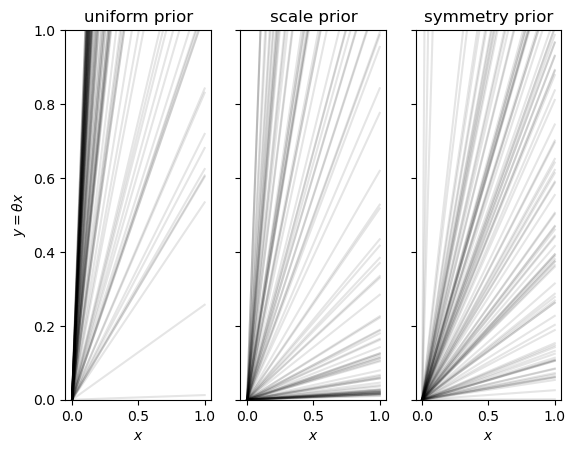 uniform prior
scale prior
symmetry prior
1.0
0.8
0.6
0.4
0.2
0.0
y = θx
0.0 0.5 1.0
0.0 0.5 1.0
0.0 0.5 1.0
x
x
x